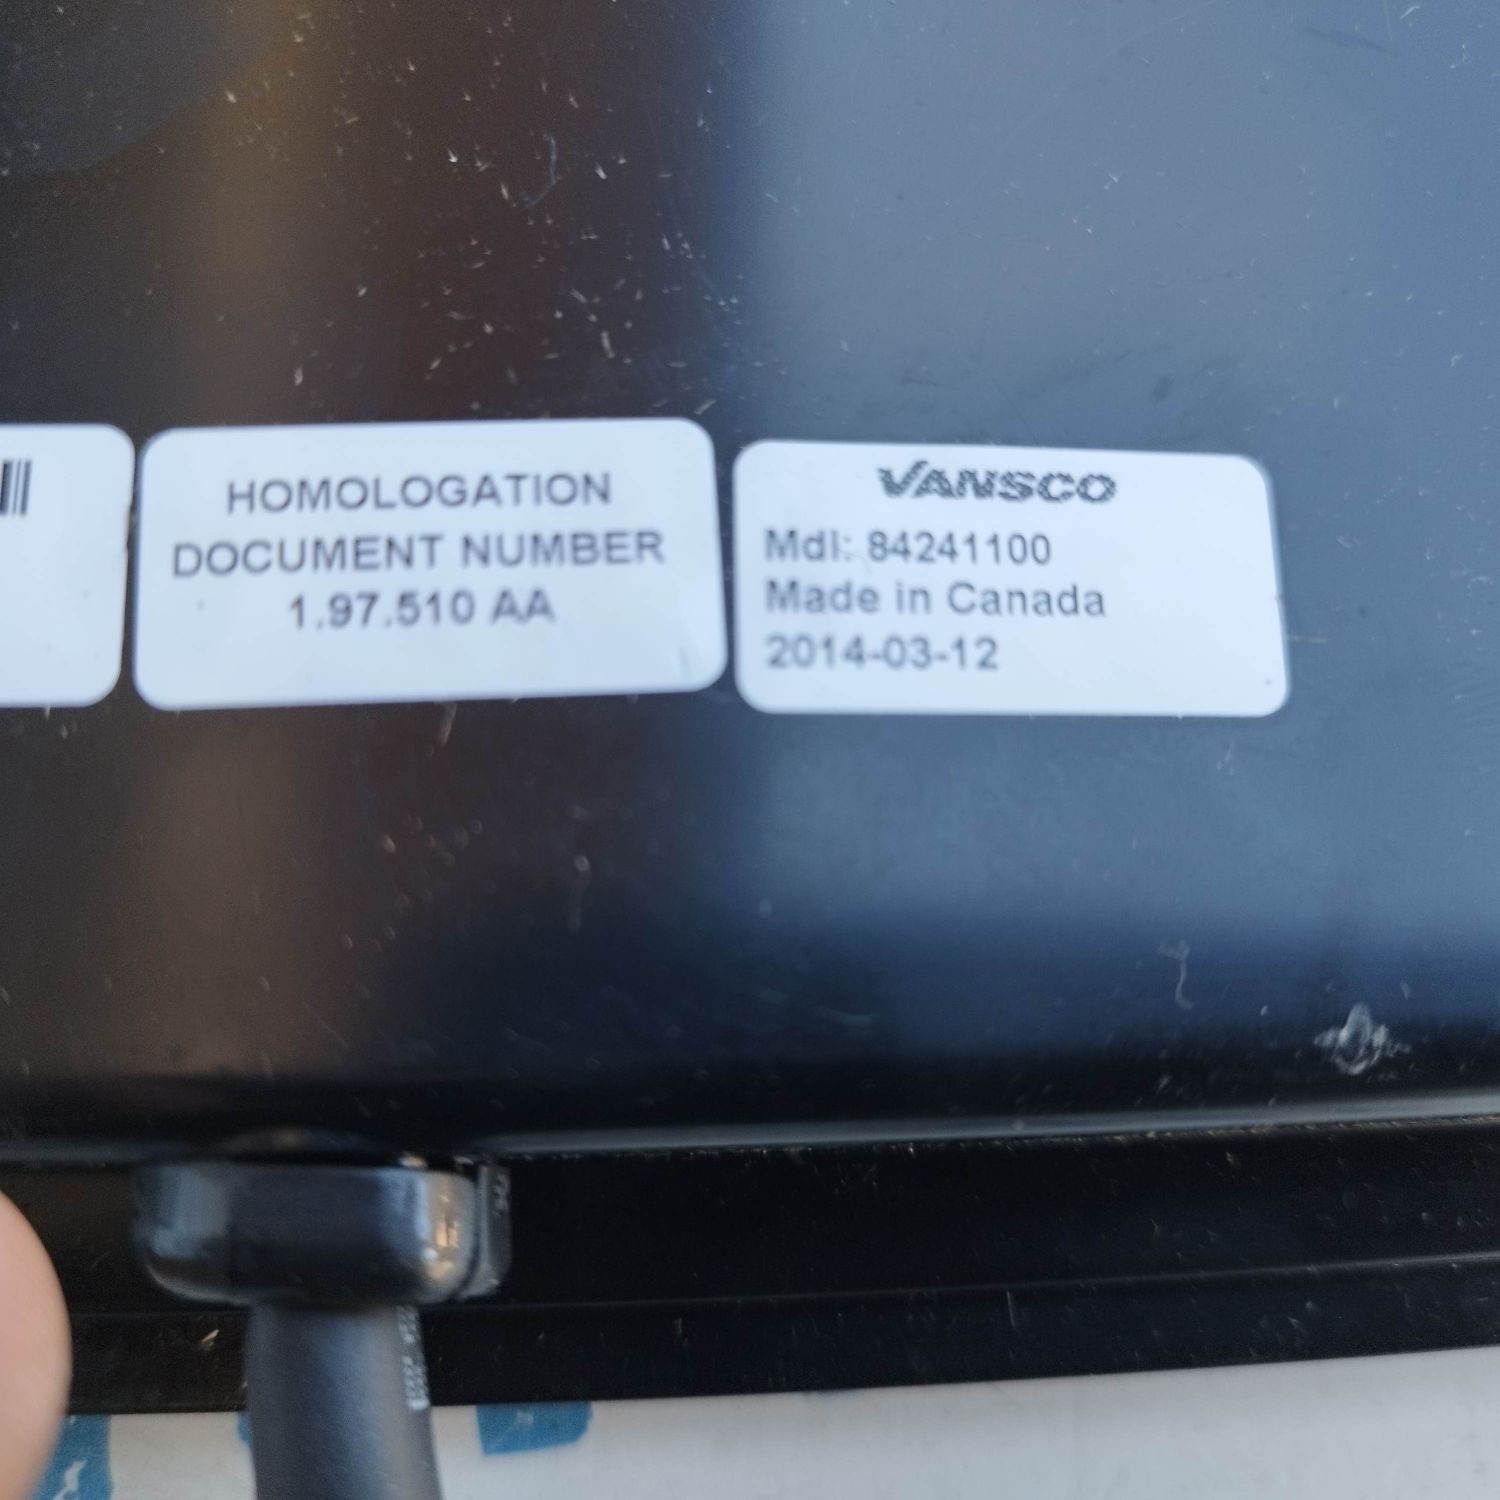 HOMOLOGATION
DOCUMENT NUMBER
1.97.510 AA
VANSCO
Mdl: 84241100
Made in Canada
2014-03-12